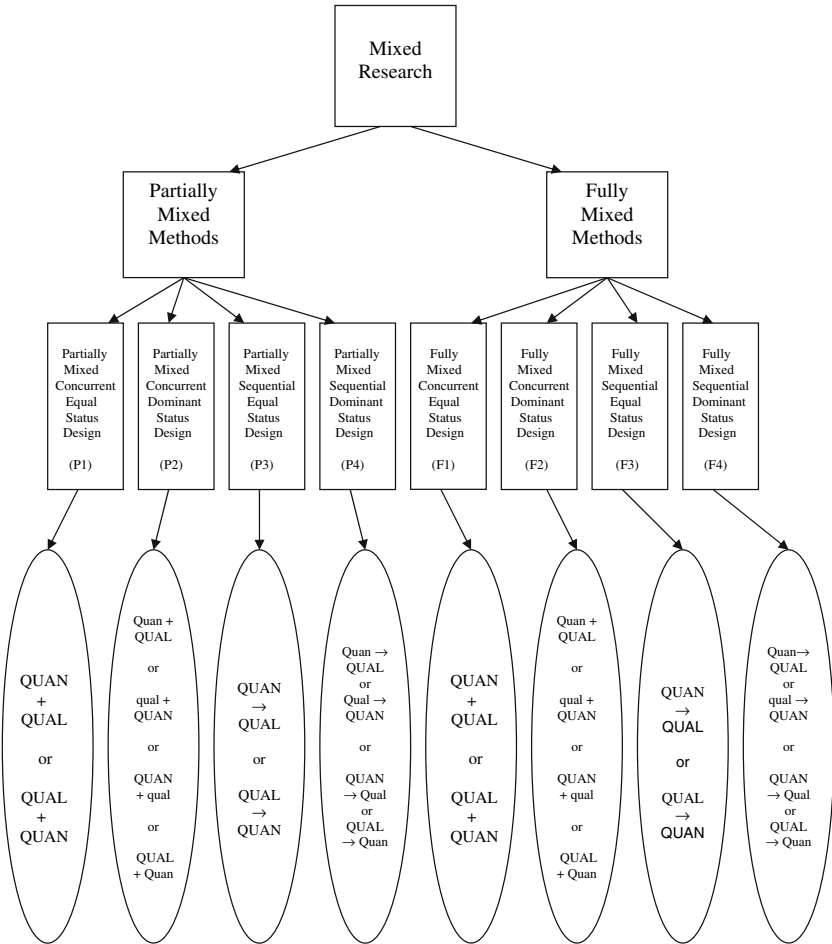 Mixed
Research
Partially
Mixed
Methods
Fully
Mixed
Methods
Partially
Mixed
Concurrent
Equal
Status
Design
(P1)
Partially
Mixed
Concurrent
Dominant
Status
Design
(P2)
Partially
Mixed
Sequential
Equal
Status
Design
(P3)
Partially
Mixed
Sequential
Dominant
Status
Design
(P4)
Fully
Mixed
Concurrent
Equal
Status
Design
(F1)
Fully
Mixed
Concurrent
Dominant
Status
Design
(F2)
Fully
Mixed
Sequential
Equal
Status
Design
(F3)
Fully
Mixed
Sequential
Dominant
Status
Design
(F4)
QUAN
+
QUAL
or
QUAL
+
QUAN
Quan +
QUAL
or
qual +
QUAN
or
QUAN
+ qual
or
QUAL
+ Quan
QUAN
→
QUAL
or
QUAL
→
QUAN
Quan →
QUAL
or
Qual →
QUAN
or
QUAN
→ Qual
or
QUAL
→ Quan
QUAN
+
QUAL
or
QUAL
+
QUAN
Quan +
QUAL
or
qual +
QUAN
or
QUAN
+ qual
or
QUAL
+ Quan
QUAN
→
QUAL
or
QUAL
→
QUAN
Quan→
QUAL
or
qual →
QUAN
or
QUAN
→ Qual
or
QUAL
→ Quan